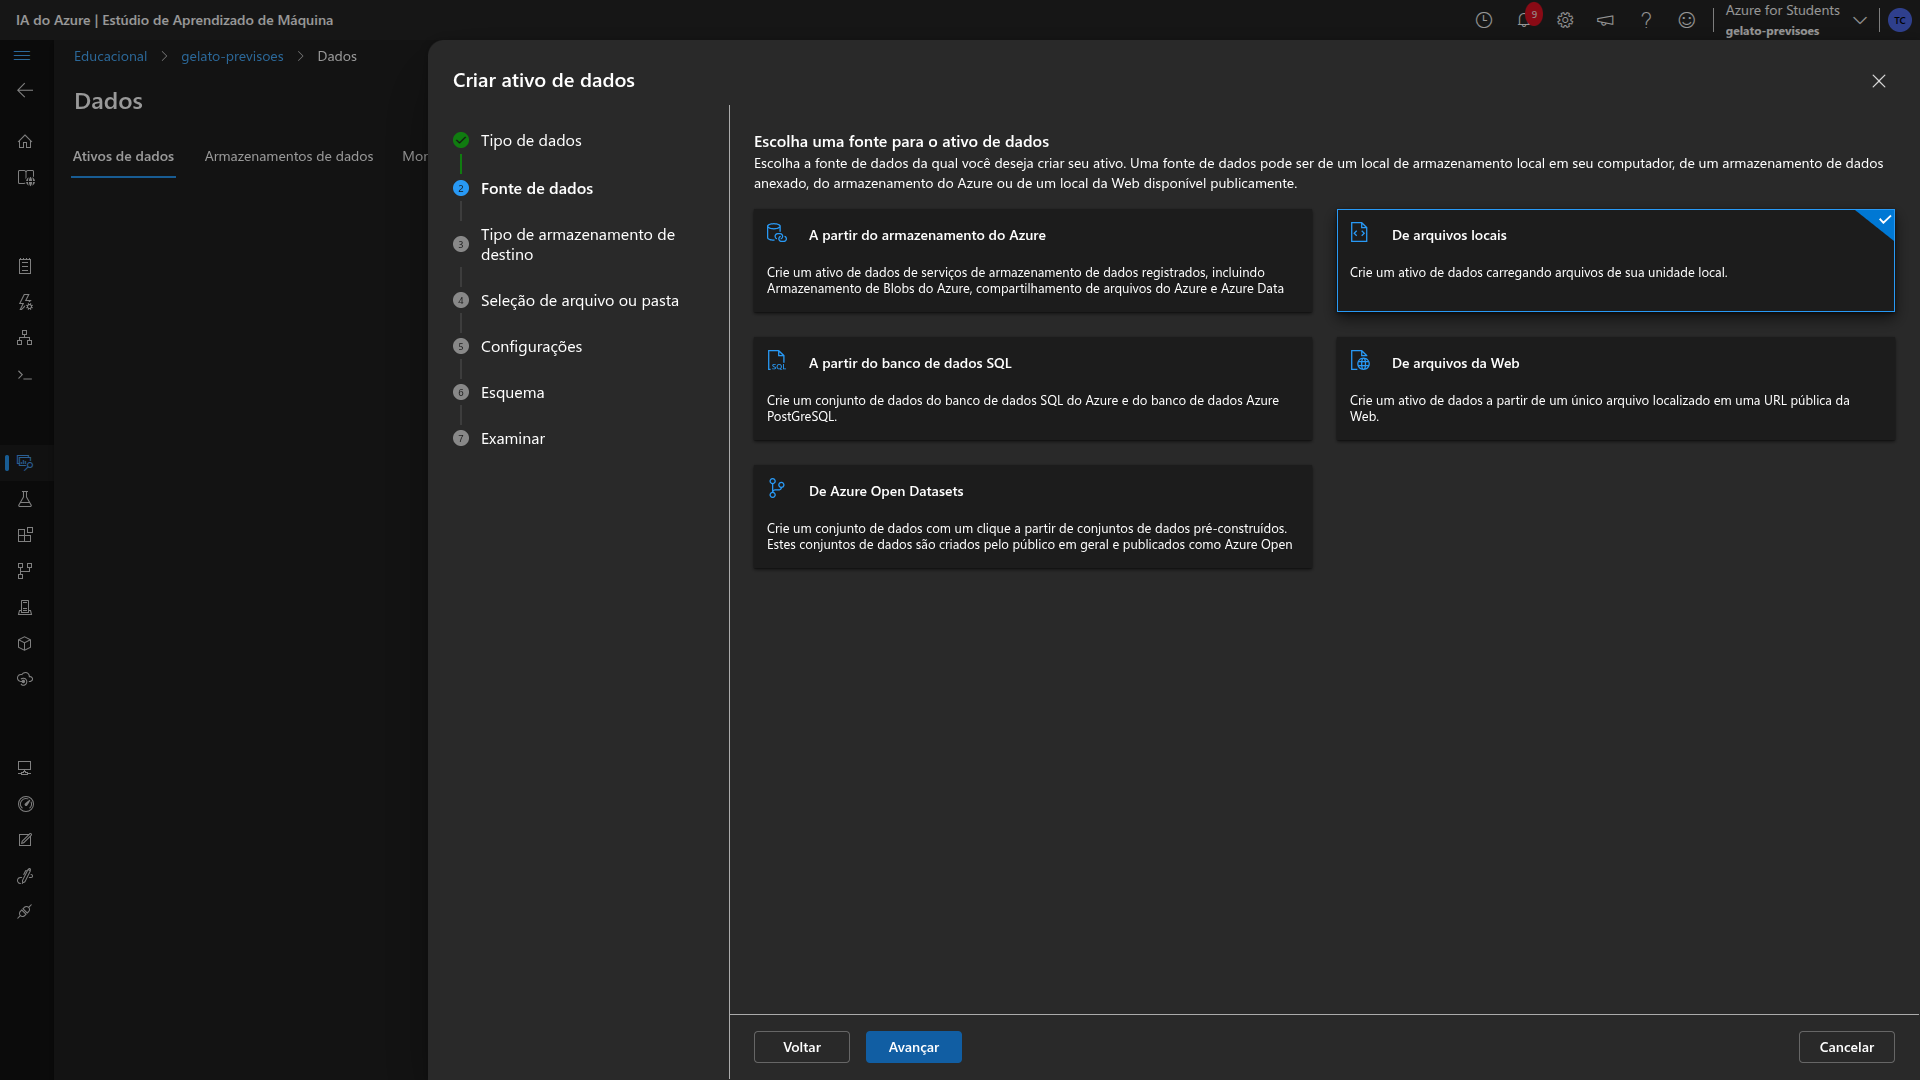 IA do Azure | Estúdio de Aprendizado de Máquina
9
Azure for Students
gelato-previsoes
TC
Educacional > gelato-previsoes > Dados
Dados
Ativos de dados
Armazenamentos de dados
Mor
Criar ativo de dados
Tipo de dados
2 Fonte de dados
3 Tipo de armazenamento de
destino
4 Seleção de arquivo ou pasta
5 Configurações
6 Esquema
7 Examinar
Escolha uma fonte para o ativo de dados
Escolha a fonte de dados da qual você deseja criar seu ativo. Uma fonte de dados pode ser de um local de armazenamento local em seu computador, de um armazenamento de dados
anexado, do armazenamento do Azure ou de um local da Web disponível publicamente.
A partir do armazenamento do Azure
Crie um ativo de dados de serviços de armazenamento de dados registrados, incluindo
Armazenamento de Blobs do Azure, compartilhamento de arquivos do Azure e Azure Data
De arquivos locais
Crie um ativo de dados carregando arquivos de sua unidade local.
SQL
A partir do banco de dados SQL
Crie um conjunto de dados do banco de dados SQL do Azure e do banco de dados Azure
PostGreSQL.
De arquivos da Web
Crie um ativo de dados a partir de um único arquivo localizado em uma URL pública da
Web.
De Azure Open Datasets
Crie um conjunto de dados com um clique a partir de conjuntos de dados pré-construídos.
Estes conjuntos de dados são criados pelo público em geral e publicados como Azure Open
Voltar
Avançar
Cancelar